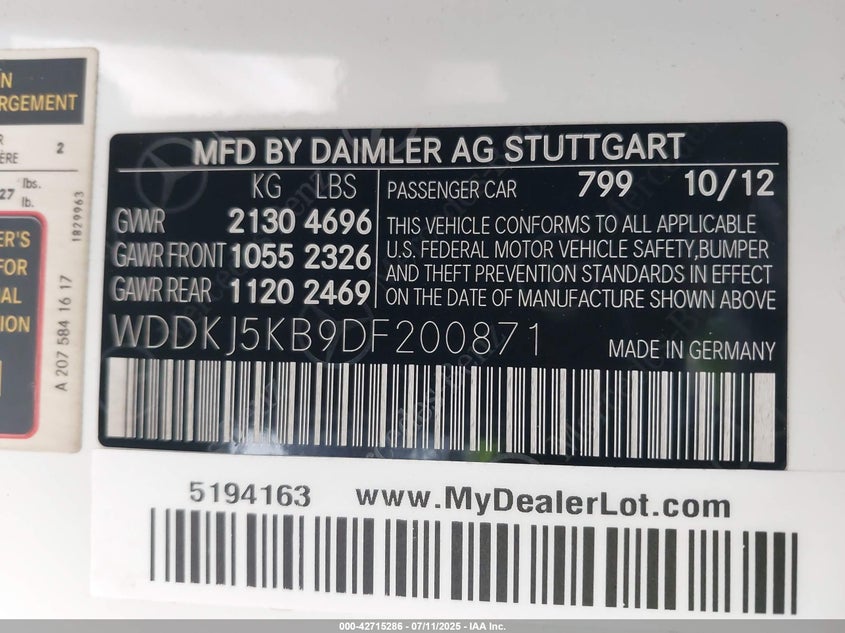 N
RGEMENT
R
ÈRE 2
27 lbs.
lb.
1829963
ER'S
FOR
AL
TION
A 207 584 16 17
MFD BY DAIMLER AG STUTTGART
KG LBS
GVWR 2130 4696
GAWR FRONT 1055 2326
GAWR REAR 1120 2469
PASSENGER CAR 799 10/12
THIS VEHICLE CONFORMS TO ALL APPLICABLE
U.S. FEDERAL MOTOR VEHICLE SAFETY,BUMPER
AND THEFT PREVENTION STANDARDS IN EFFECT
ON THE DATE OF MANUFACTURE SHOWN ABOVE
WDDKJ5KB9DF200871
MADE IN GERMANY
5194163 www.MyDealerLot.com
000-42715286 - 07/11/2025 - IAA Inc.